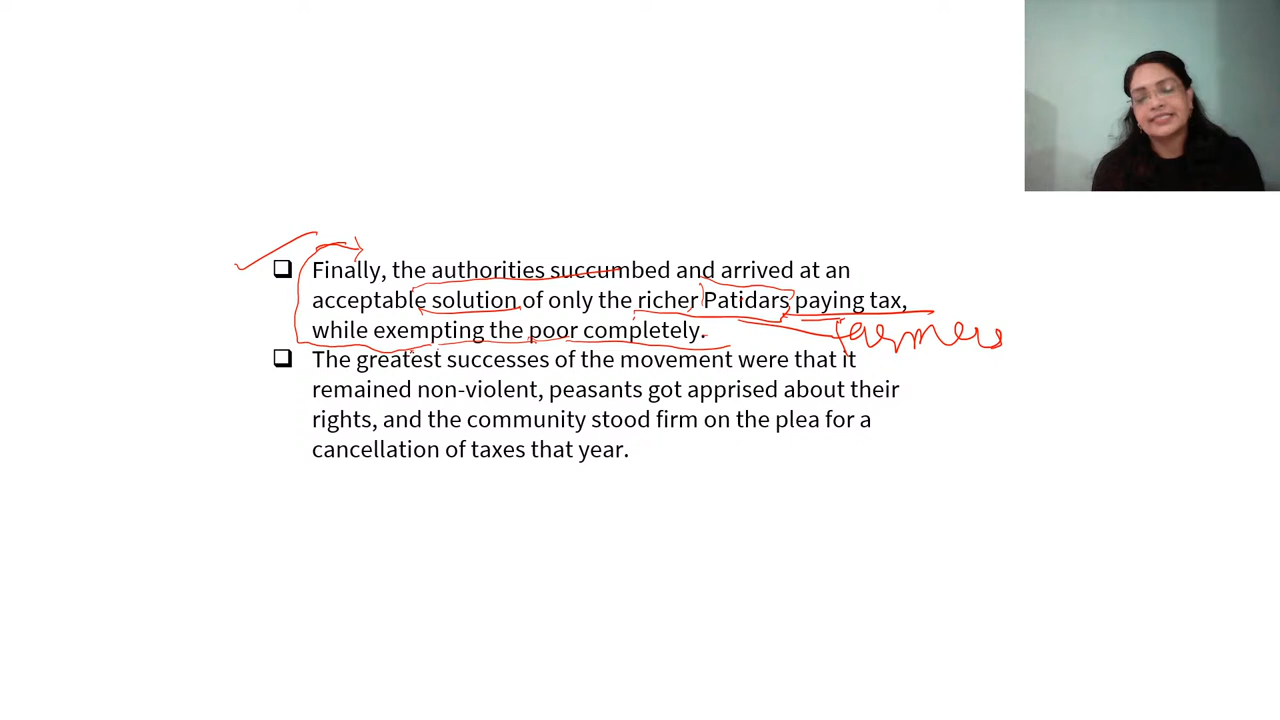 Finally, the authorities succumbed and arrived at an
acceptable solution of only the richer Patidars paying tax,
while exempting the poor completely.
farmers
The greatest successes of the movement were that it
remained non-violent, peasants got apprised about their
rights, and the community stood firm on the plea for a
cancellation of taxes that year.